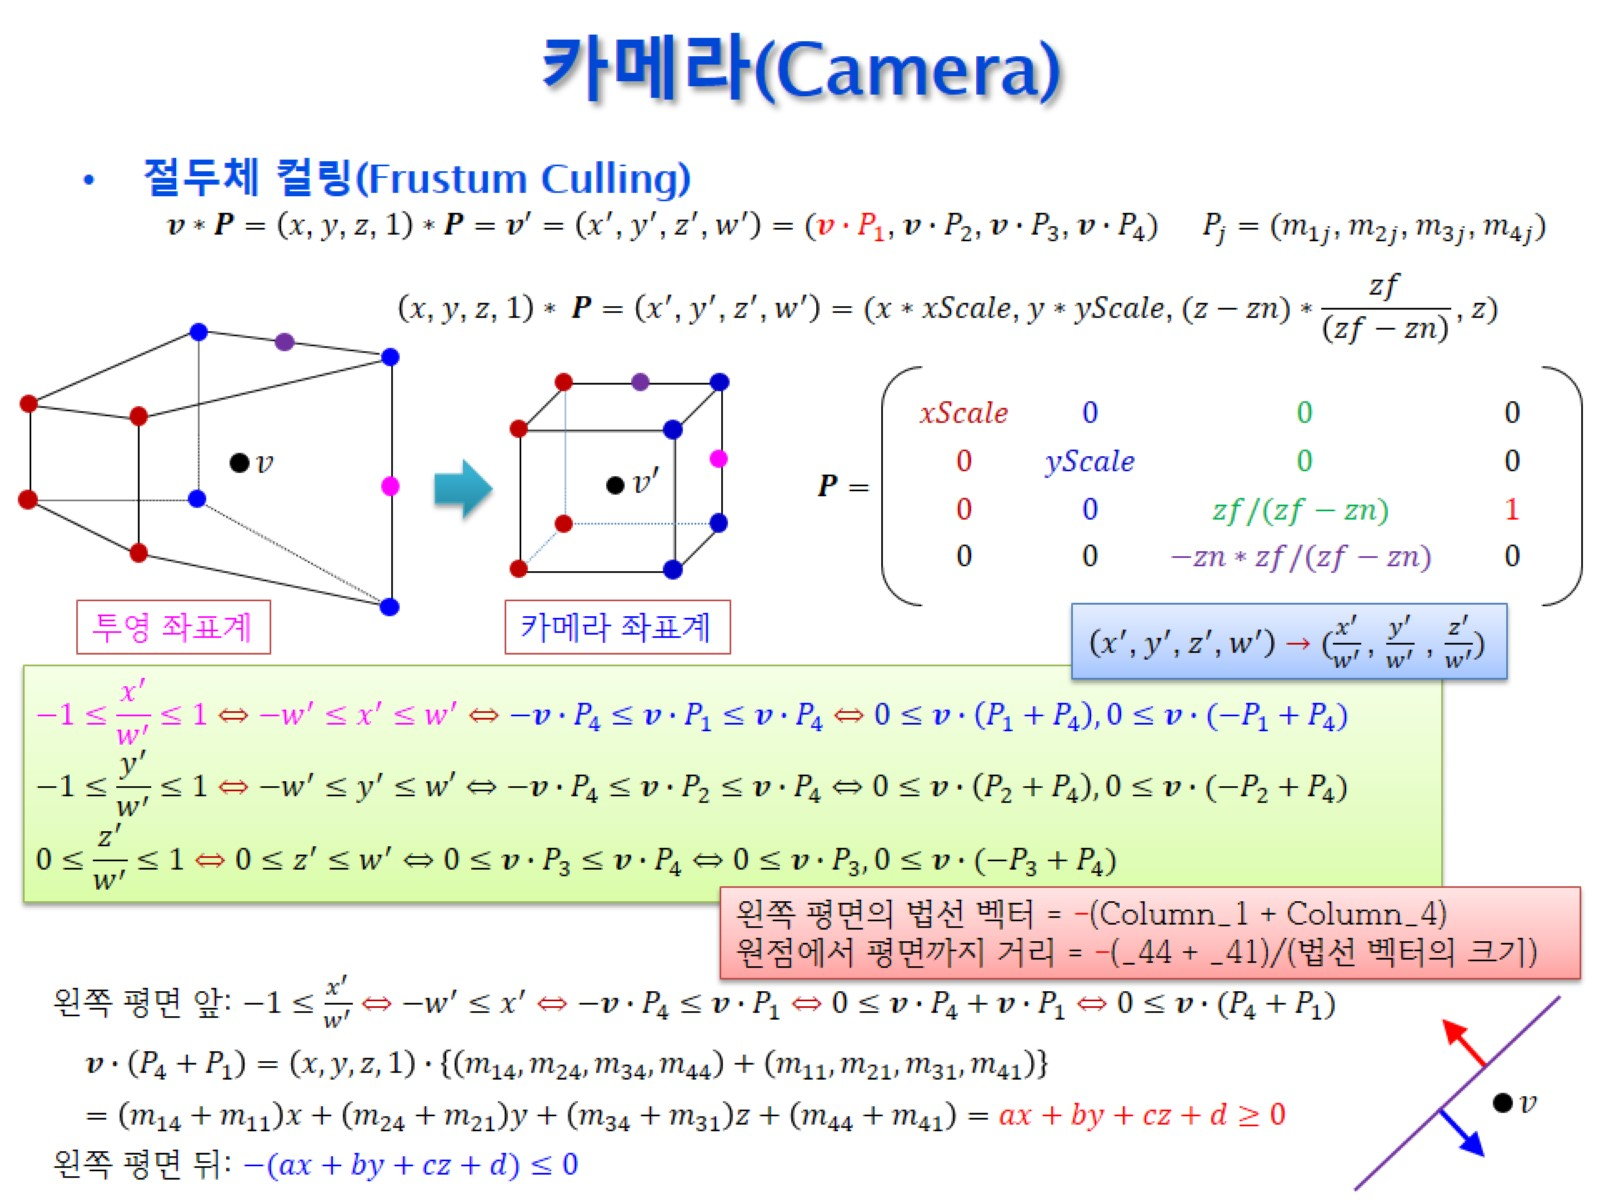 카메라(Camera)
• 절두체 컬링(Frustum Culling)
v ∗ P = (x, y, z, 1) ∗ P = v′ = (x′, y′, z′, w′) = (v · P₁, v · P₂, v · P₃, v · P₄) Pⱼ = (m₁ⱼ, m₂ⱼ, m₃ⱼ, m₄ⱼ)
(x, y, z, 1) ∗ P = (x′, y′, z′, w′) = (x ∗ xScale, y ∗ yScale, (z − zn) ∗ zf/(zf − zn), z)
v
v′
P =
xScale 0 0 0
0 yScale 0 0
0 0 zf/(zf − zn) 1
0 0 −zn ∗ zf/(zf − zn) 0
투영 좌표계
카메라 좌표계
(x′, y′, z′, w′) → (x′/w′, y′/w′, z′/w′)
−1 ≤ x′/w′ ≤ 1 ⇔ −w′ ≤ x′ ≤ w′ ⇔ −v · P₄ ≤ v · P₁ ≤ v · P₄ ⇔ 0 ≤ v · (P₁ + P₄), 0 ≤ v · (−P₁ + P₄)
−1 ≤ y′/w′ ≤ 1 ⇔ −w′ ≤ y′ ≤ w′ ⇔ −v · P₄ ≤ v · P₂ ≤ v · P₄ ⇔ 0 ≤ v · (P₂ + P₄), 0 ≤ v · (−P₂ + P₄)
0 ≤ z′/w′ ≤ 1 ⇔ 0 ≤ z′ ≤ w′ ⇔ 0 ≤ v · P₃ ≤ v · P₄ ⇔ 0 ≤ v · P₃, 0 ≤ v · (−P₃ + P₄)
왼쪽 평면의 법선 벡터 = −(Column_1 + Column_4)
원점에서 평면까지 거리 = −(_44 + _41)/(법선 벡터의 크기)
왼쪽 평면 앞: −1 ≤ x′/w′ ⇔ −w′ ≤ x′ ⇔ −v · P₄ ≤ v · P₁ ⇔ 0 ≤ v · P₄ + v · P₁ ⇔ 0 ≤ v · (P₄ + P₁)
v · (P₄ + P₁) = (x, y, z, 1) · {(m₁₄, m₂₄, m₃₄, m₄₄) + (m₁₁, m₂₁, m₃₁, m₄₁)}
= (m₁₄ + m₁₁)x + (m₂₄ + m₂₁)y + (m₃₄ + m₃₁)z + (m₄₄ + m₄₁) = ax + by + cz + d ≥ 0
왼쪽 평면 뒤: −(ax + by + cz + d) ≤ 0
v